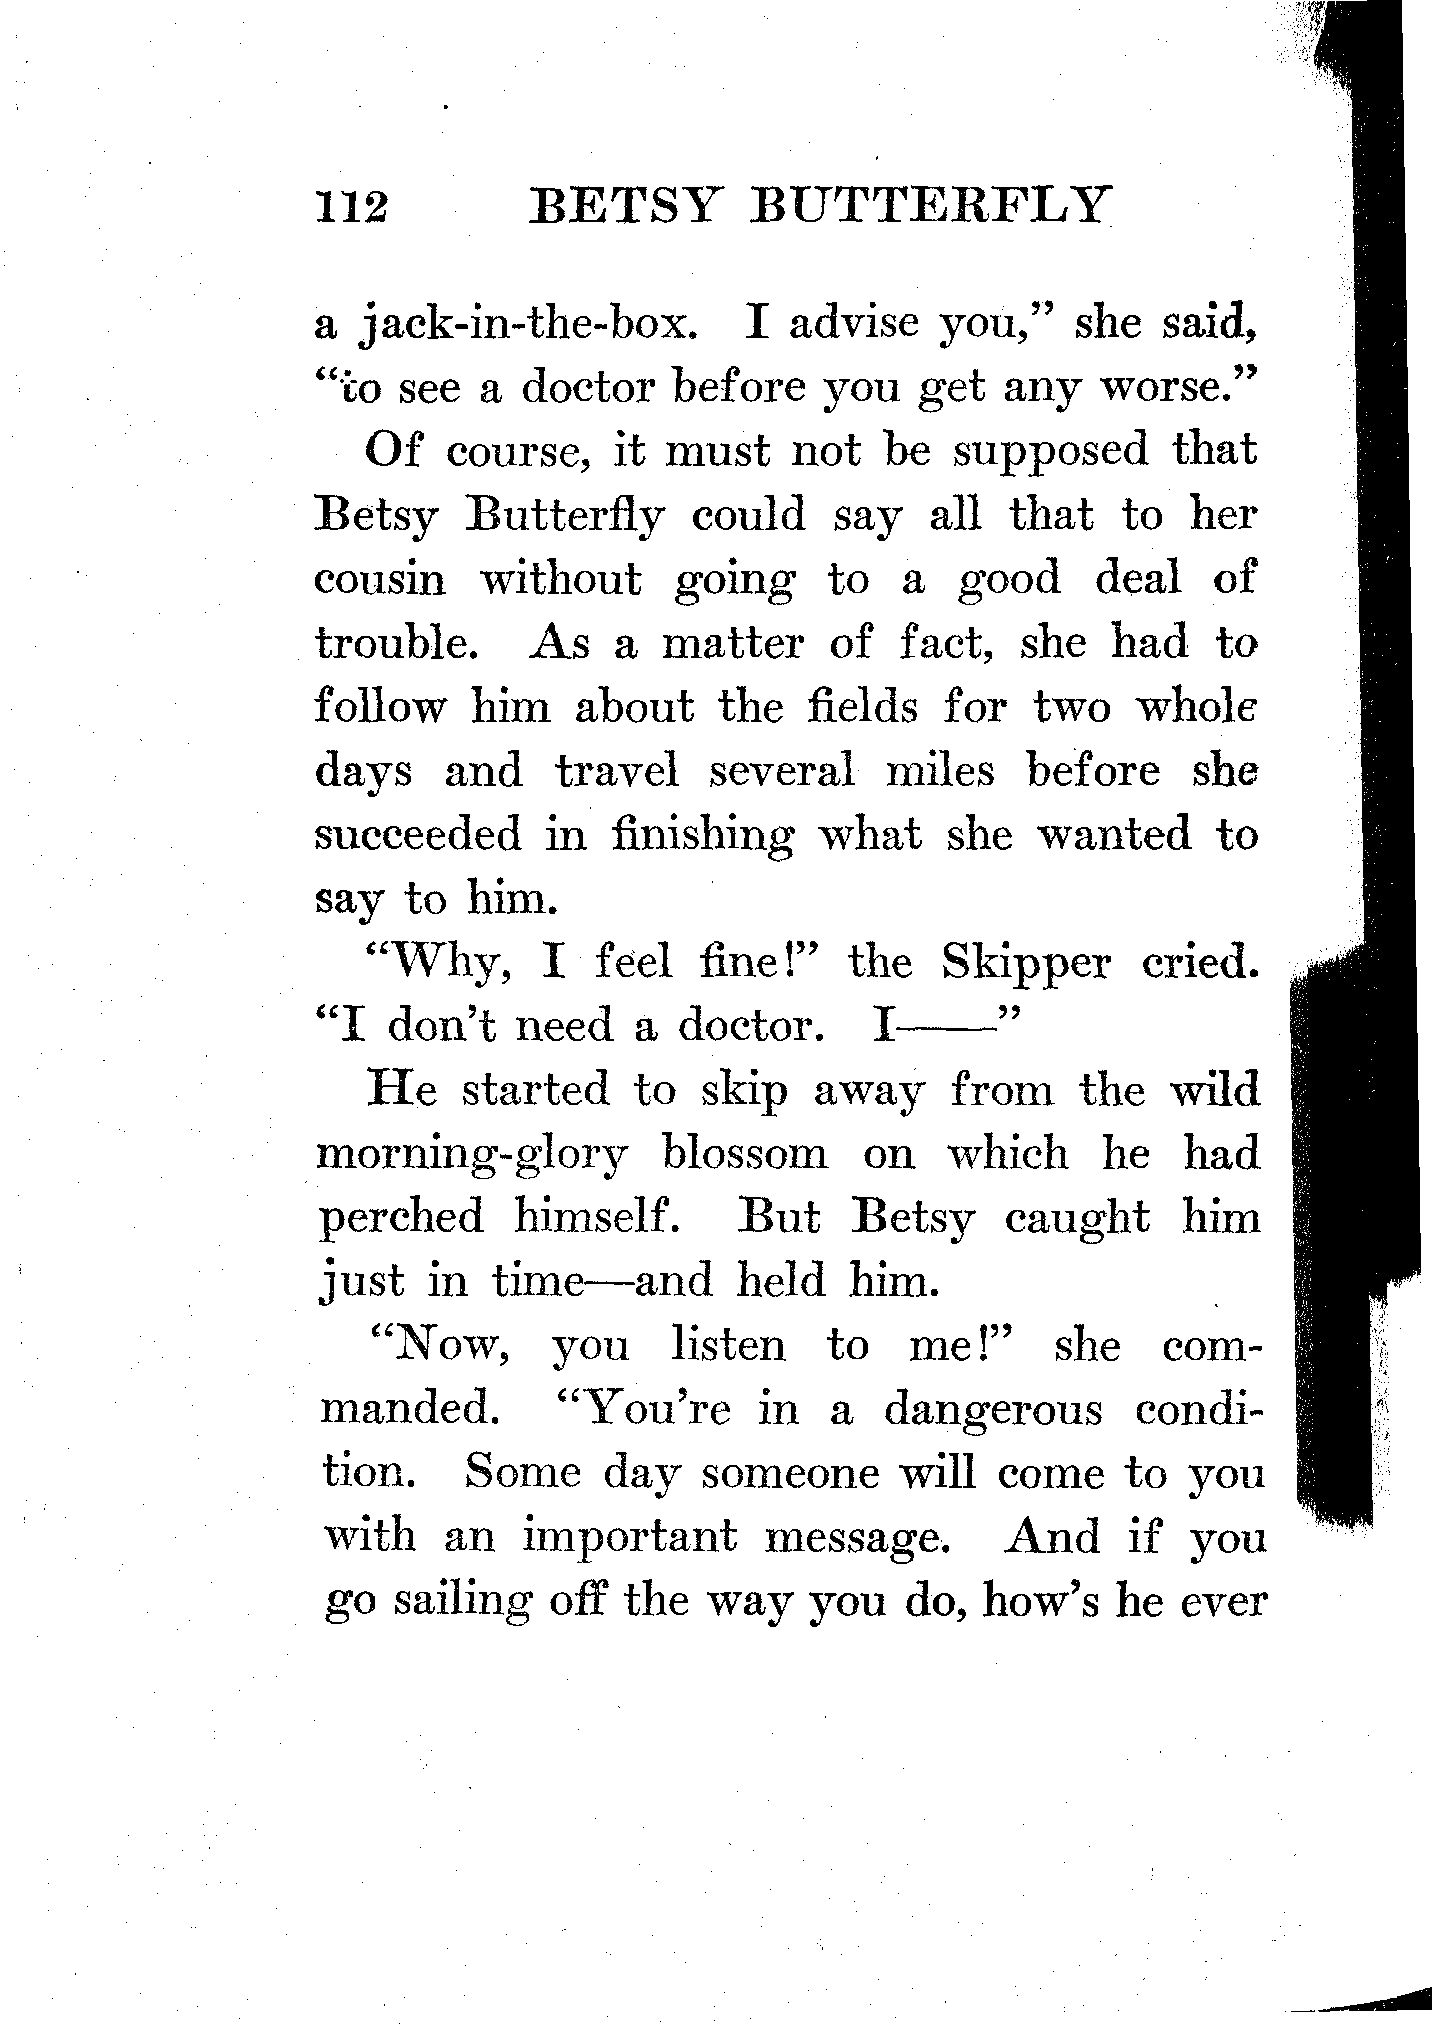 112 BETSY BUTTERFLY
a jack-in-the-box. I advise you,” she said,
“to see a doctor before you get any worse.”
Of course, it must not be supposed that
Betsy Butterfly could say all that to her
cousin without going to a good deal of
trouble. As a matter of fact, she had to
follow him about the fields for two whole
days and travel several miles before she
succeeded in finishing what she wanted to
say to him.
“Why, I feel fine!” the Skipper cried.
“I don't need a doctor. I——”
He started to skip away from the wild
morning-glory blossom on which he had
perched himself. But Betsy caught him
just in time—and held him.
“Now, you listen to me!” she com-
manded. “You're in a dangerous condi-
tion. Some day someone will come to you
with an important message. And if you
go sailing off the way you do, how's he ever